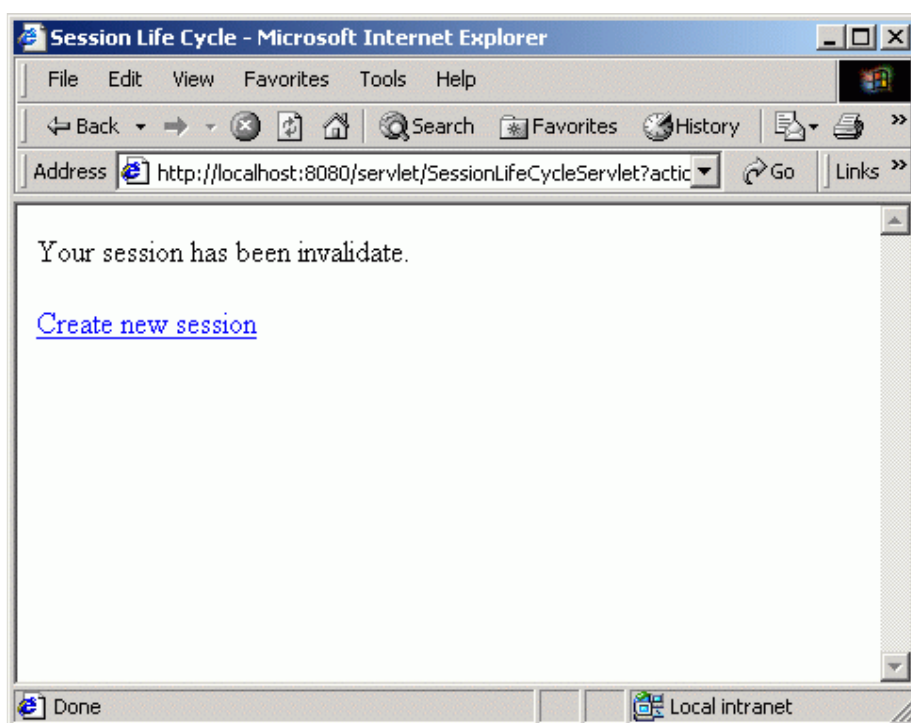 Session Life Cycle - Microsoft Internet Explorer
File Edit View Favorites Tools Help
Back Search Favorites History »
Address http://localhost:8080/servlet/SessionLifeCycleServlet?actic Go Links »
Your session has been invalidate.
Create new session
Done Local intranet